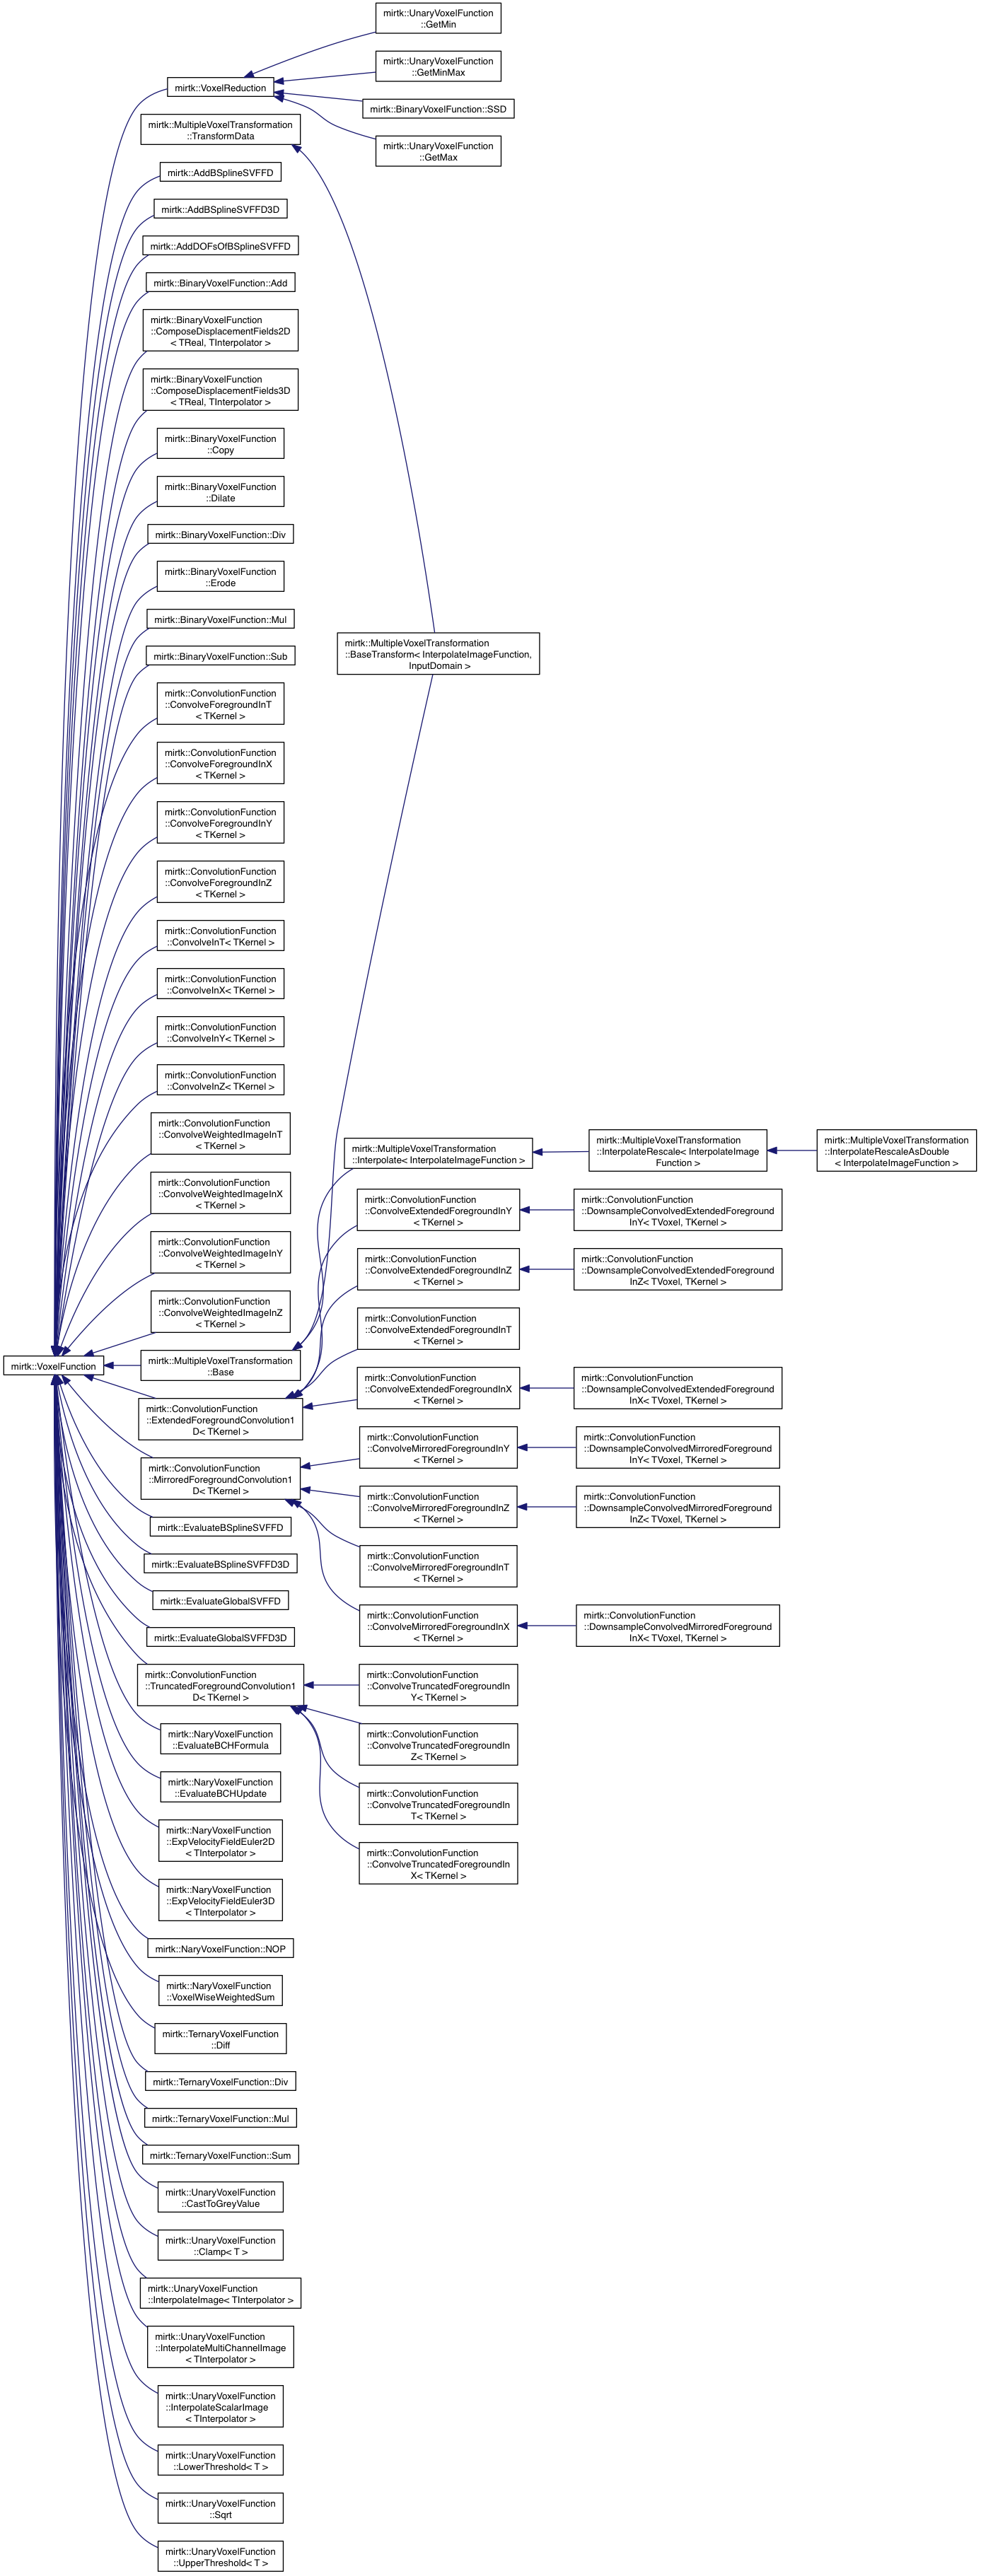 mirtk::UnaryVoxelFunction
::GetMin
mirtk::UnaryVoxelFunction
::GetMinMax
mirtk::VoxelReduction
mirtk::BinaryVoxelFunction::SSD
mirtk::MultipleVoxelTransformation
::TransformData
mirtk::UnaryVoxelFunction
::GetMax
mirtk::AddBSplineSVFFD
mirtk::AddBSplineSVFFD3D
mirtk::AddDOFsOfBSplineSVFFD
mirtk::BinaryVoxelFunction::Add
mirtk::BinaryVoxelFunction
::ComposeDisplacementFields2D
< TReal, TInterpolator >
mirtk::BinaryVoxelFunction
::ComposeDisplacementFields3D
< TReal, TInterpolator >
mirtk::BinaryVoxelFunction
::Copy
mirtk::BinaryVoxelFunction
::Dilate
mirtk::BinaryVoxelFunction::Div
mirtk::BinaryVoxelFunction
::Erode
mirtk::BinaryVoxelFunction::Mul
mirtk::BinaryVoxelFunction::Sub
mirtk::MultipleVoxelTransformation
::BaseTransform< InterpolateImageFunction,
InputDomain >
mirtk::ConvolutionFunction
::ConvolveForegroundInT
< TKernel >
mirtk::ConvolutionFunction
::ConvolveForegroundInX
< TKernel >
mirtk::ConvolutionFunction
::ConvolveForegroundInY
< TKernel >
mirtk::ConvolutionFunction
::ConvolveForegroundInZ
< TKernel >
mirtk::ConvolutionFunction
::ConvolveInT< TKernel >
mirtk::ConvolutionFunction
::ConvolveInX< TKernel >
mirtk::ConvolutionFunction
::ConvolveInY< TKernel >
mirtk::ConvolutionFunction
::ConvolveInZ< TKernel >
mirtk::ConvolutionFunction
::ConvolveWeightedImageInT
< TKernel >
mirtk::MultipleVoxelTransformation
::Interpolate< InterpolateImageFunction >
mirtk::MultipleVoxelTransformation
::InterpolateRescale< InterpolateImage
Function >
mirtk::MultipleVoxelTransformation
::InterpolateRescaleAsDouble
< InterpolateImageFunction >
mirtk::ConvolutionFunction
::ConvolveWeightedImageInX
< TKernel >
mirtk::ConvolutionFunction
::ConvolveExtendedForegroundInY
< TKernel >
mirtk::ConvolutionFunction
::DownsampleConvolvedExtendedForeground
InY< TVoxel, TKernel >
mirtk::ConvolutionFunction
::ConvolveWeightedImageInY
< TKernel >
mirtk::ConvolutionFunction
::ConvolveExtendedForegroundInZ
< TKernel >
mirtk::ConvolutionFunction
::DownsampleConvolvedExtendedForeground
InZ< TVoxel, TKernel >
mirtk::ConvolutionFunction
::ConvolveWeightedImageInZ
< TKernel >
mirtk::ConvolutionFunction
::ConvolveExtendedForegroundInT
< TKernel >
mirtk::VoxelFunction
mirtk::MultipleVoxelTransformation
::Base
mirtk::ConvolutionFunction
::ConvolveExtendedForegroundInX
< TKernel >
mirtk::ConvolutionFunction
::DownsampleConvolvedExtendedForeground
InX< TVoxel, TKernel >
mirtk::ConvolutionFunction
::ExtendedForegroundConvolution1
D< TKernel >
mirtk::ConvolutionFunction
::ConvolveMirroredForegroundInY
< TKernel >
mirtk::ConvolutionFunction
::DownsampleConvolvedMirroredForeground
InY< TVoxel, TKernel >
mirtk::ConvolutionFunction
::MirroredForegroundConvolution1
D< TKernel >
mirtk::ConvolutionFunction
::ConvolveMirroredForegroundInZ
< TKernel >
mirtk::ConvolutionFunction
::DownsampleConvolvedMirroredForeground
InZ< TVoxel, TKernel >
mirtk::EvaluateBSplineSVFFD
mirtk::EvaluateBSplineSVFFD3D
mirtk::ConvolutionFunction
::ConvolveMirroredForegroundInT
< TKernel >
mirtk::EvaluateGlobalSVFFD
mirtk::EvaluateGlobalSVFFD3D
mirtk::ConvolutionFunction
::ConvolveMirroredForegroundInX
< TKernel >
mirtk::ConvolutionFunction
::DownsampleConvolvedMirroredForeground
InX< TVoxel, TKernel >
mirtk::ConvolutionFunction
::TruncatedForegroundConvolution1
D< TKernel >
mirtk::ConvolutionFunction
::ConvolveTruncatedForegroundIn
Y< TKernel >
mirtk::NaryVoxelFunction
::EvaluateBCHFormula
mirtk::ConvolutionFunction
::ConvolveTruncatedForegroundIn
Z< TKernel >
mirtk::NaryVoxelFunction
::EvaluateBCHUpdate
mirtk::ConvolutionFunction
::ConvolveTruncatedForegroundIn
T< TKernel >
mirtk::NaryVoxelFunction
::ExpVelocityFieldEuler2D
< TInterpolator >
mirtk::ConvolutionFunction
::ConvolveTruncatedForegroundIn
X< TKernel >
mirtk::NaryVoxelFunction
::ExpVelocityFieldEuler3D
< TInterpolator >
mirtk::NaryVoxelFunction::NOP
mirtk::NaryVoxelFunction
::VoxelWiseWeightedSum
mirtk::TernaryVoxelFunction
::Diff
mirtk::TernaryVoxelFunction::Div
mirtk::TernaryVoxelFunction::Mul
mirtk::TernaryVoxelFunction::Sum
mirtk::UnaryVoxelFunction
::CastToGreyValue
mirtk::UnaryVoxelFunction
::Clamp< T >
mirtk::UnaryVoxelFunction
::InterpolateImage< TInterpolator >
mirtk::UnaryVoxelFunction
::InterpolateMultiChannelImage
< TInterpolator >
mirtk::UnaryVoxelFunction
::InterpolateScalarImage
< TInterpolator >
mirtk::UnaryVoxelFunction
::LowerThreshold< T >
mirtk::UnaryVoxelFunction
::Sqrt
mirtk::UnaryVoxelFunction
::UpperThreshold< T >